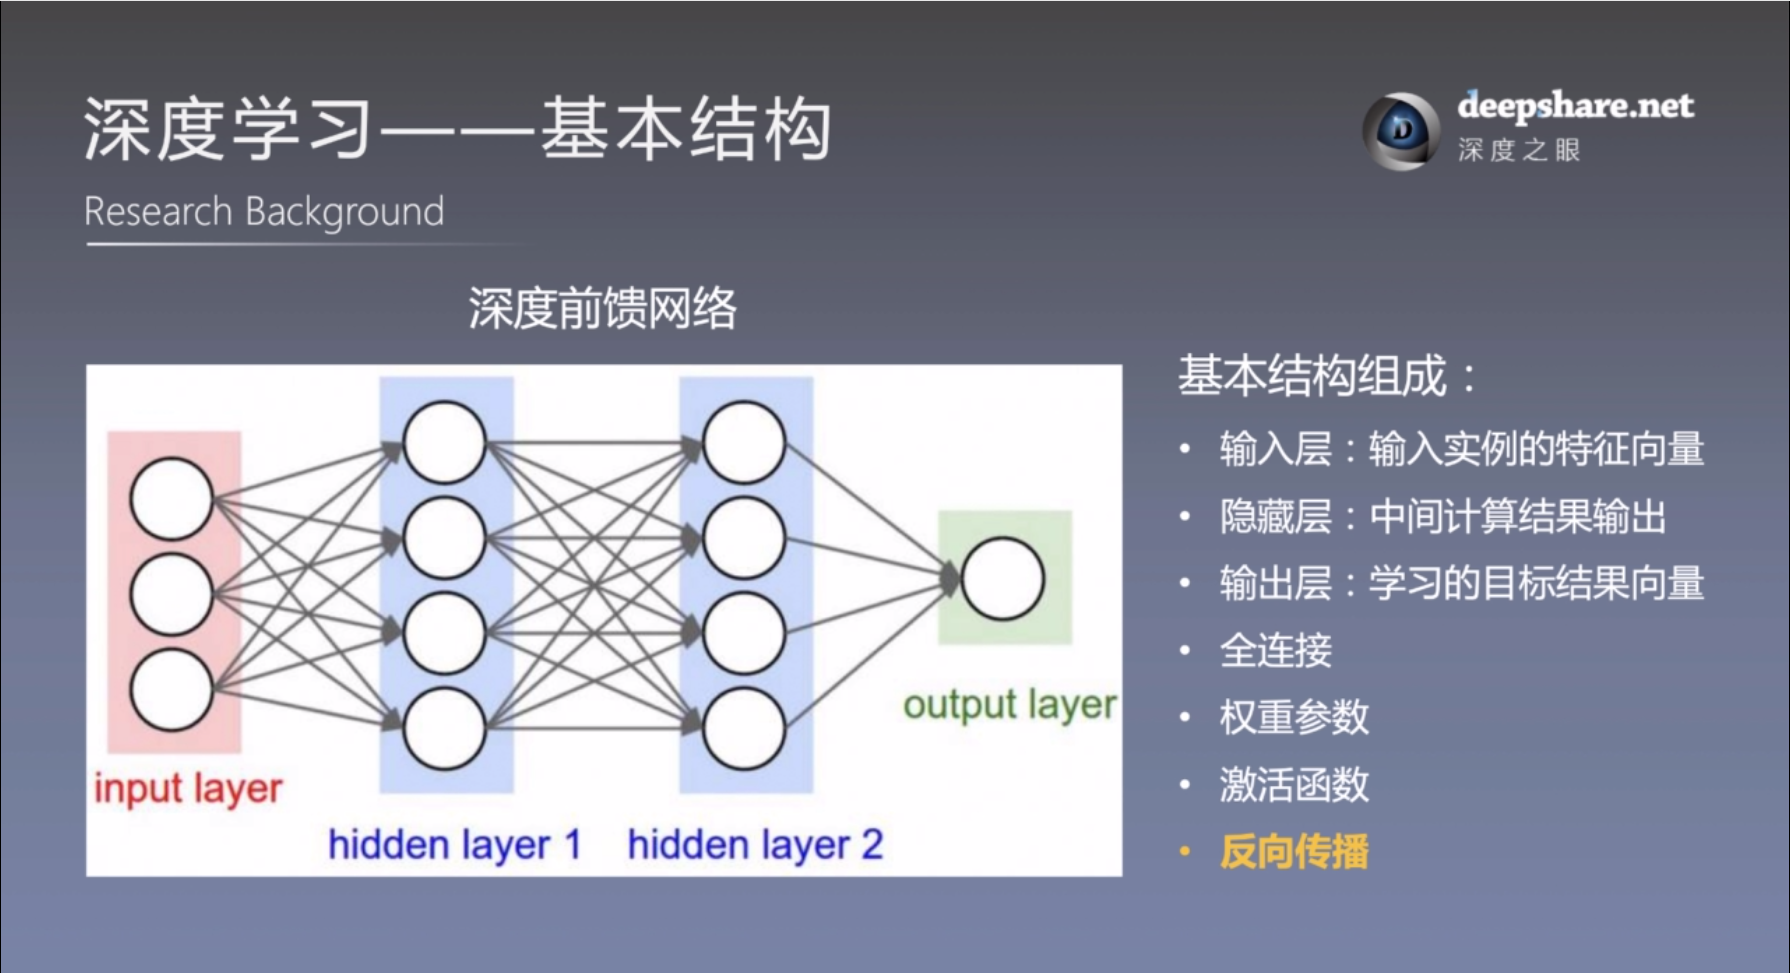 深度学习——基本结构
deepshare.net
深度之眼
Research Background
深度前馈网络
input layer
hidden layer 1
hidden layer 2
output layer
基本结构组成：
• 输入层：输入实例的特征向量
• 隐藏层：中间计算结果输出
• 输出层：学习的目标结果向量
• 全连接
• 权重参数
• 激活函数
• 反向传播